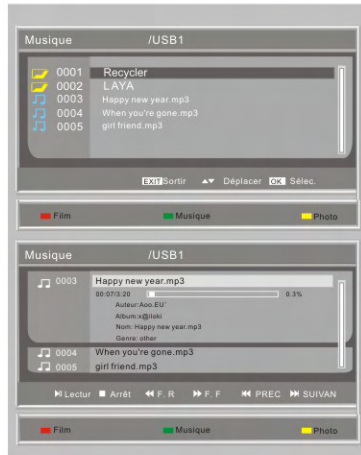 Musique /USB1
0001 Recycler
0002 LAYA
0003 Happy new year.mp3
0004 When you're gone.mp3
0005 girl friend.mp3
EXIT Sortir Déplacer OK Sélec.
Film Musique Photo
Musique /USB1
0003 Happy new year.mp3
00:07/3:20 0.3%
Auteur:Aoo.EU'
Album:x@iloki
Nom: Happy new year.mp3
Genre: other
0004 When you're gone.mp3
0005 girl friend.mp3
Lectur Arrêt F. R F. F PREC SUIVAN
Film Musique Photo